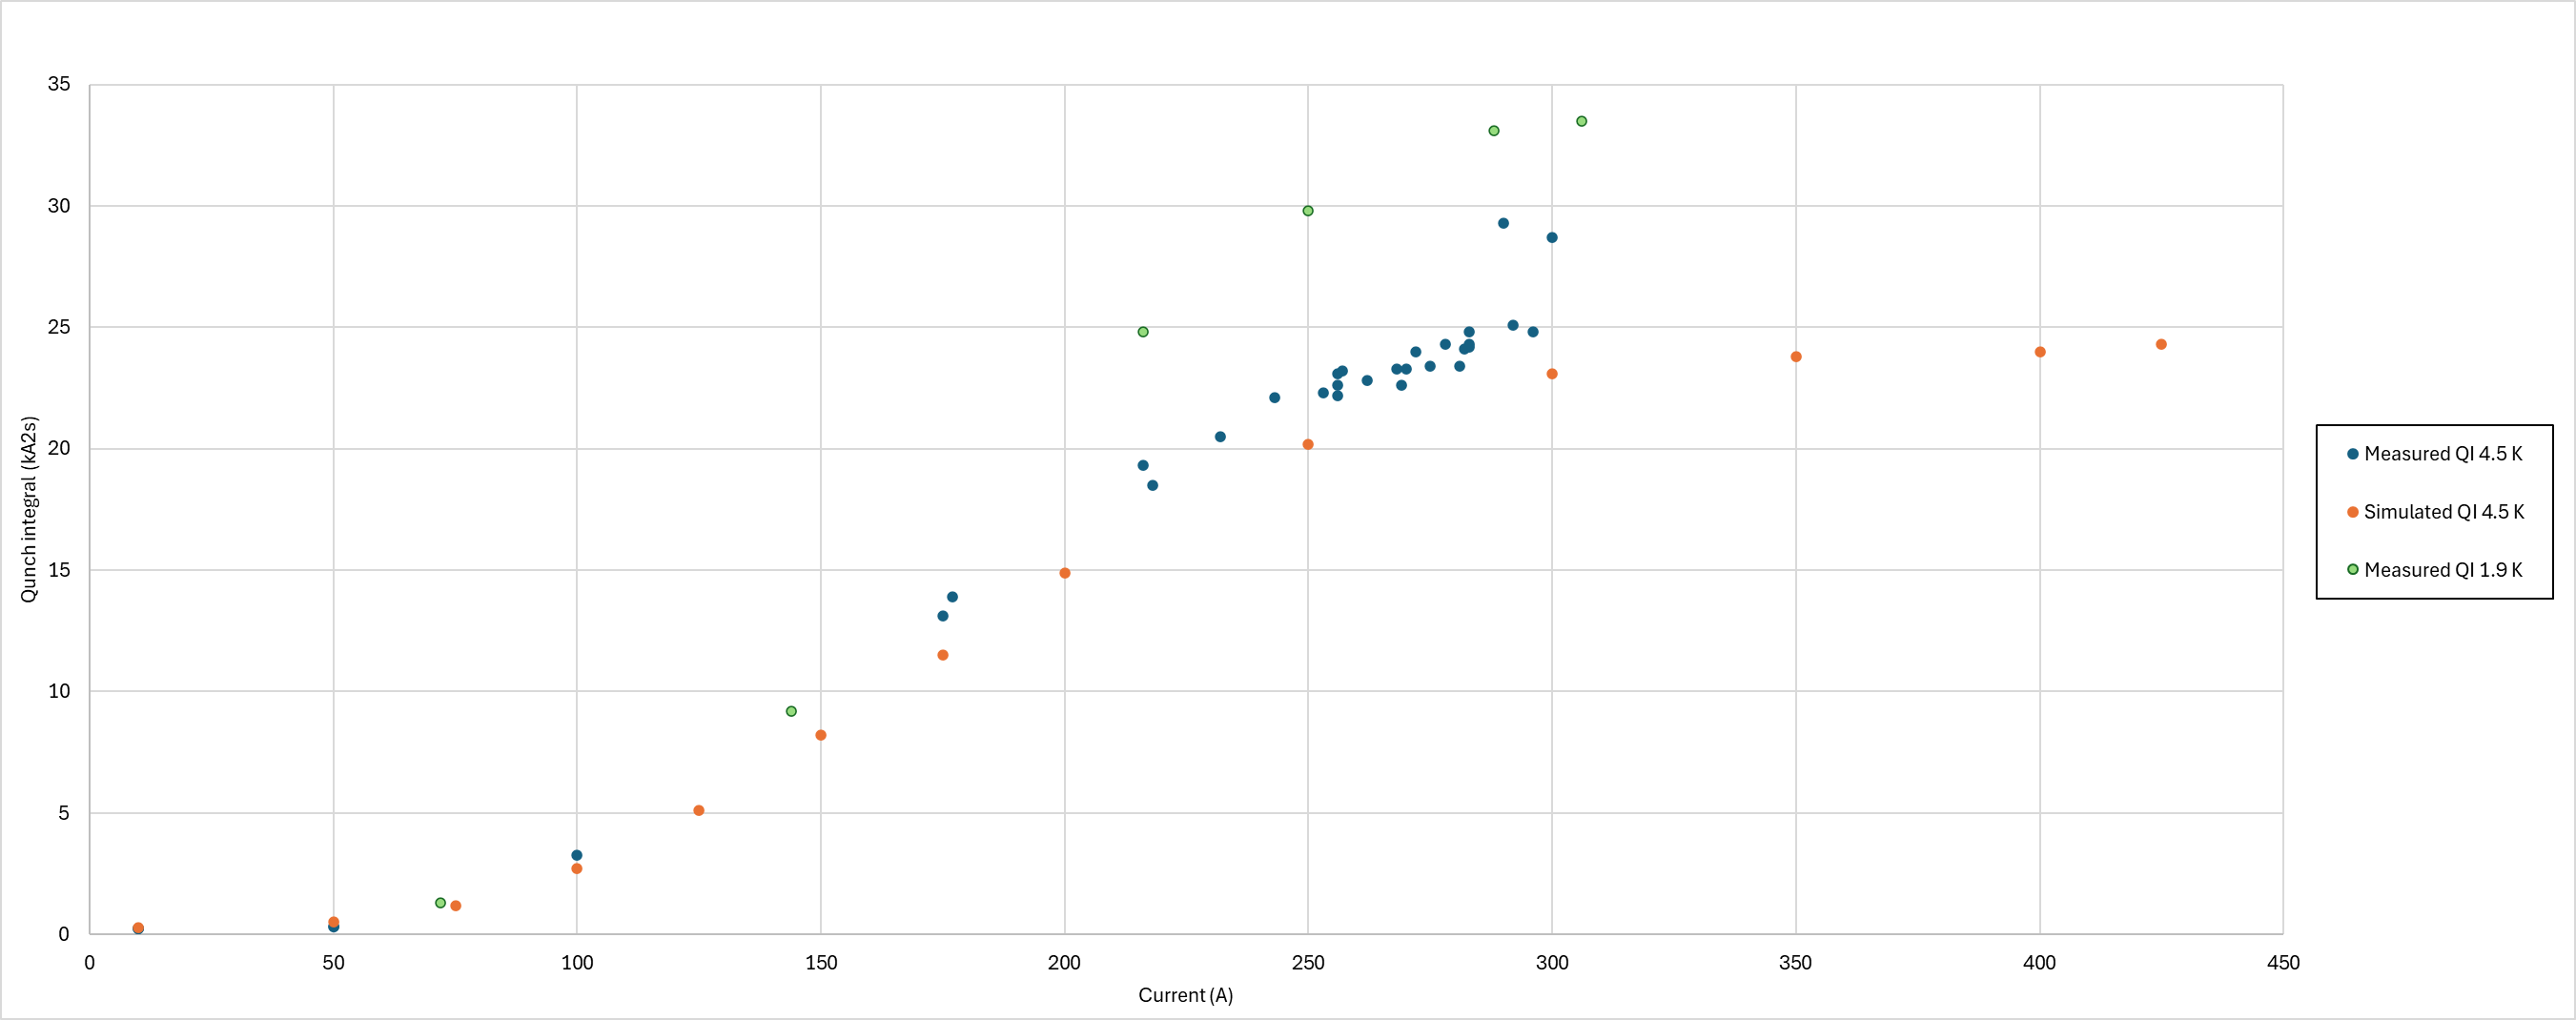 35
30
25
20
15
10
5
0
Qunch integral (kA2s)
0 50 100 150 200 250 300 350 400 450
Current (A)
Measured QI 4.5 K
Simulated QI 4.5 K
Measured QI 1.9 K